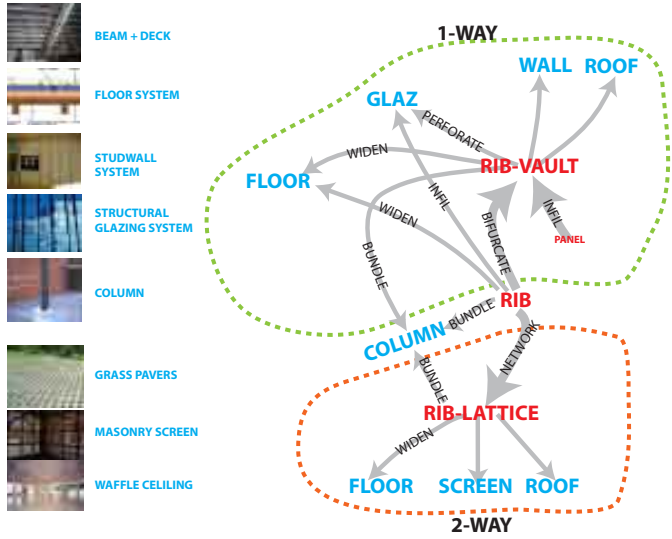 BEAM + DECK
FLOOR SYSTEM
STUDWALL
SYSTEM
STRUCTURAL
GLAZING SYSTEM
COLUMN
GRASS PAVERS
MASONRY SCREEN
WAFFLE CELILING
1-WAY
WALL
ROOF
GLAZ
PERFORATE
WIDEN
RIB-VAULT
FLOOR
INFIL
WIDEN
BIFURCATE
INFIL
PANEL
BUNDLE
RIB
BUNDLE
COLUMN
NETWORK
BUNDLE
RIB-LATTICE
WIDEN
FLOOR
SCREEN
ROOF
2-WAY